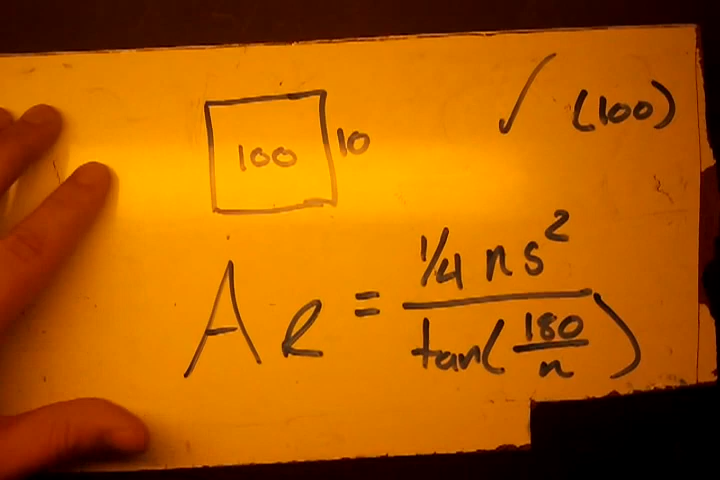 100 10 ✓ (100)
AR = 1/4 ns²
tan(180/n)